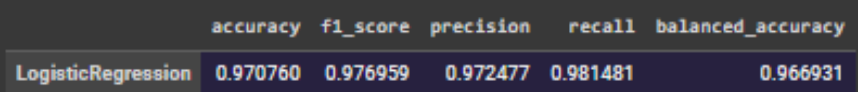 accuracy f1_score precision recall balanced_accuracy
LogisticRegression 0.970760 0.976959 0.972477 0.981481 0.966931